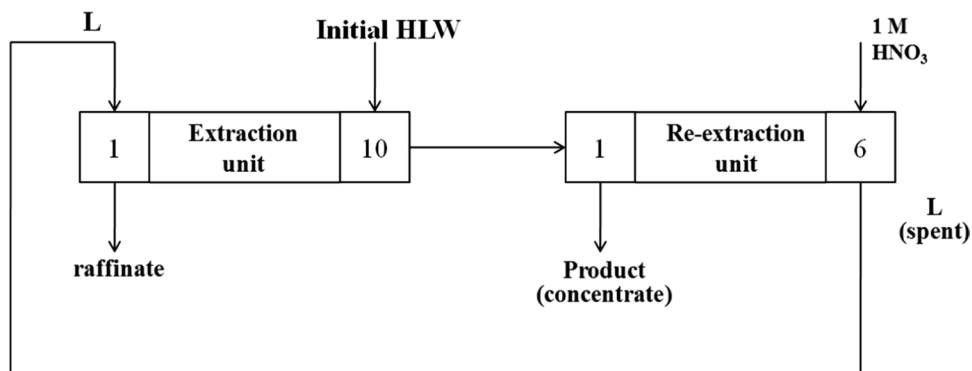 L
Initial HLW
1 M
HNO₃
1
Extraction
unit
10
1
Re-extraction
unit
6
raffinate
Product
(concentrate)
L
(spent)